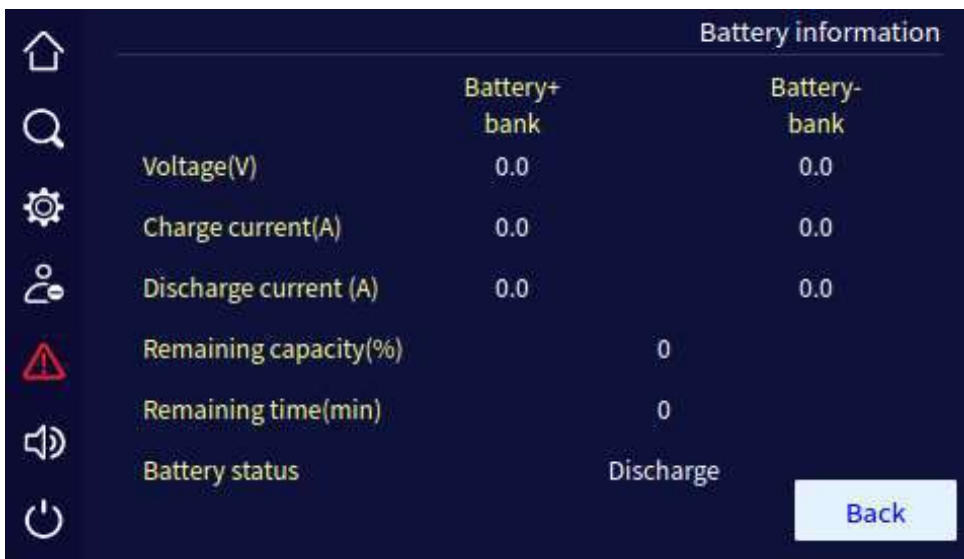 Battery information
Battery+ Battery-
bank bank
Voltage(V) 0.0 0.0
Charge current(A) 0.0 0.0
Discharge current (A) 0.0 0.0
Remaining capacity(%) 0
Remaining time(min) 0
Battery status Discharge
Back